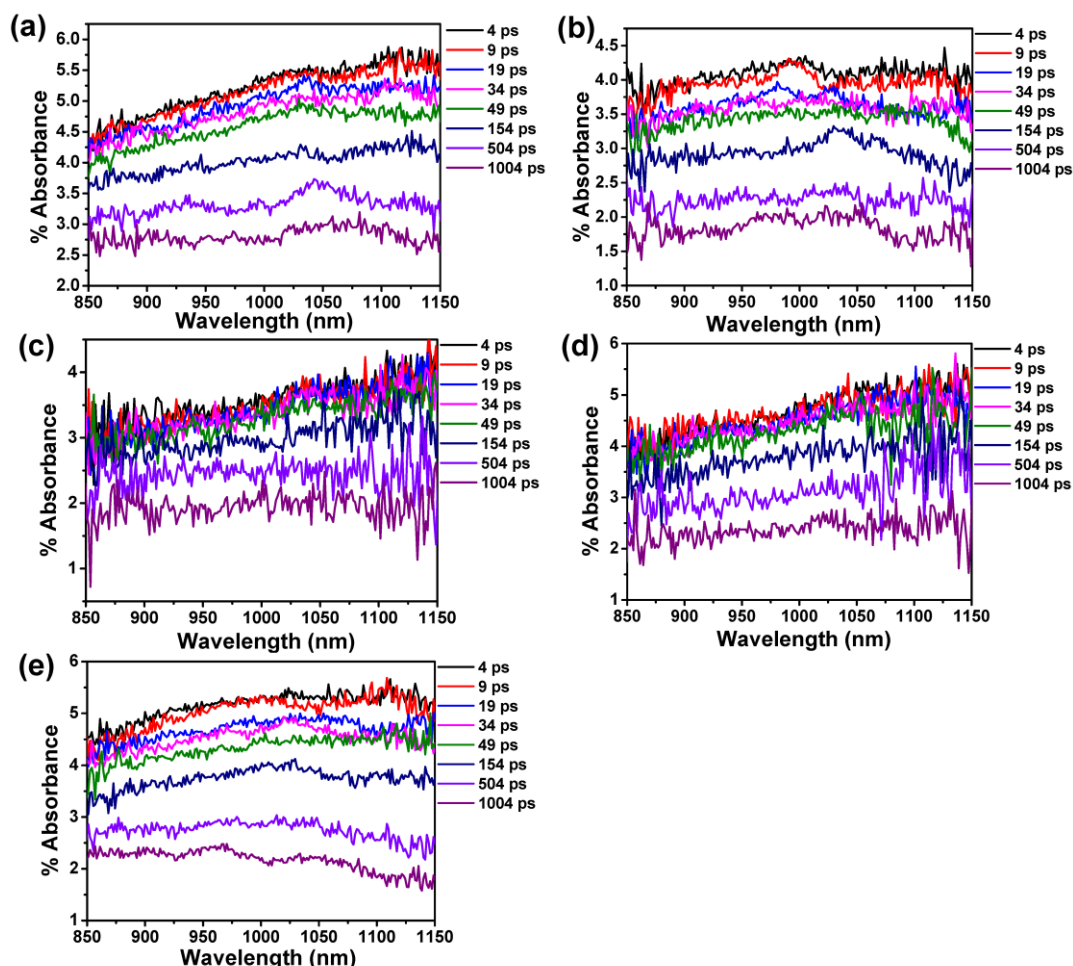 (a)
% Absorbance
6.0
5.5
5.0
4.5
4.0
3.5
3.0
2.5
2.0
850 900 950 1000 1050 1100 1150
Wavelength (nm)
4 ps
9 ps
19 ps
34 ps
49 ps
154 ps
504 ps
1004 ps
(b)
% Absorbance
4.5
4.0
3.5
3.0
2.5
2.0
1.5
1.0
850 900 950 1000 1050 1100 1150
Wavelength (nm)
4 ps
9 ps
19 ps
34 ps
49 ps
154 ps
504 ps
1004 ps
(c)
% Absorbance
4
3
2
1
850 900 950 1000 1050 1100 1150
Wavelength (nm)
4 ps
9 ps
19 ps
34 ps
49 ps
154 ps
504 ps
1004 ps
(d)
% Absorbance
6
5
4
3
2
1
850 900 950 1000 1050 1100 1150
Wavelength (nm)
4 ps
9 ps
19 ps
34 ps
49 ps
154 ps
504 ps
1004 ps
(e)
% Absorbance
6
5
4
3
2
1
850 900 950 1000 1050 1100 1150
Wavelength (nm)
4 ps
9 ps
19 ps
34 ps
49 ps
154 ps
504 ps
1004 ps